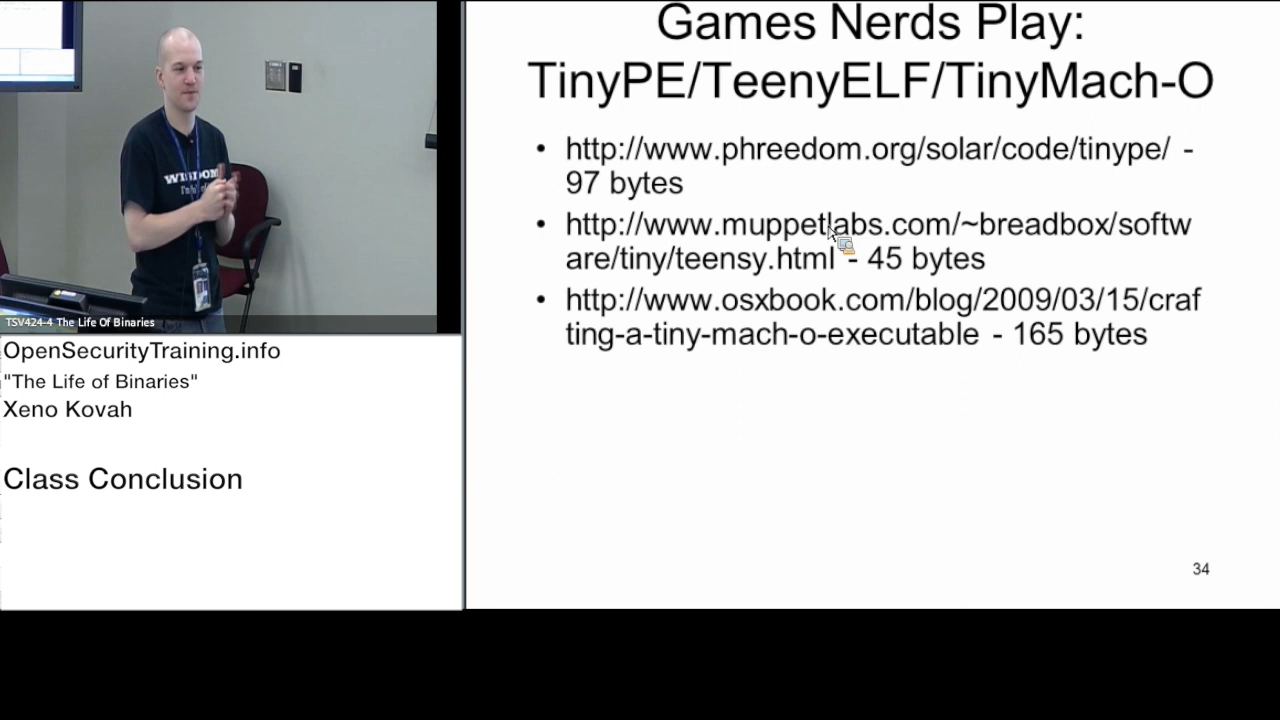 TSV424-4 The Life Of Binaries
OpenSecurityTraining.info
"The Life of Binaries"
Xeno Kovah
Class Conclusion
Games Nerds Play:
TinyPE/TeenyELF/TinyMach-O
• http://www.phreedom.org/solar/code/tinype/ -
97 bytes
• http://www.muppetlabs.com/~breadbox/softw
are/tiny/teensy.html - 45 bytes
• http://www.osxbook.com/blog/2009/03/15/craf
ting-a-tiny-mach-o-executable - 165 bytes
34